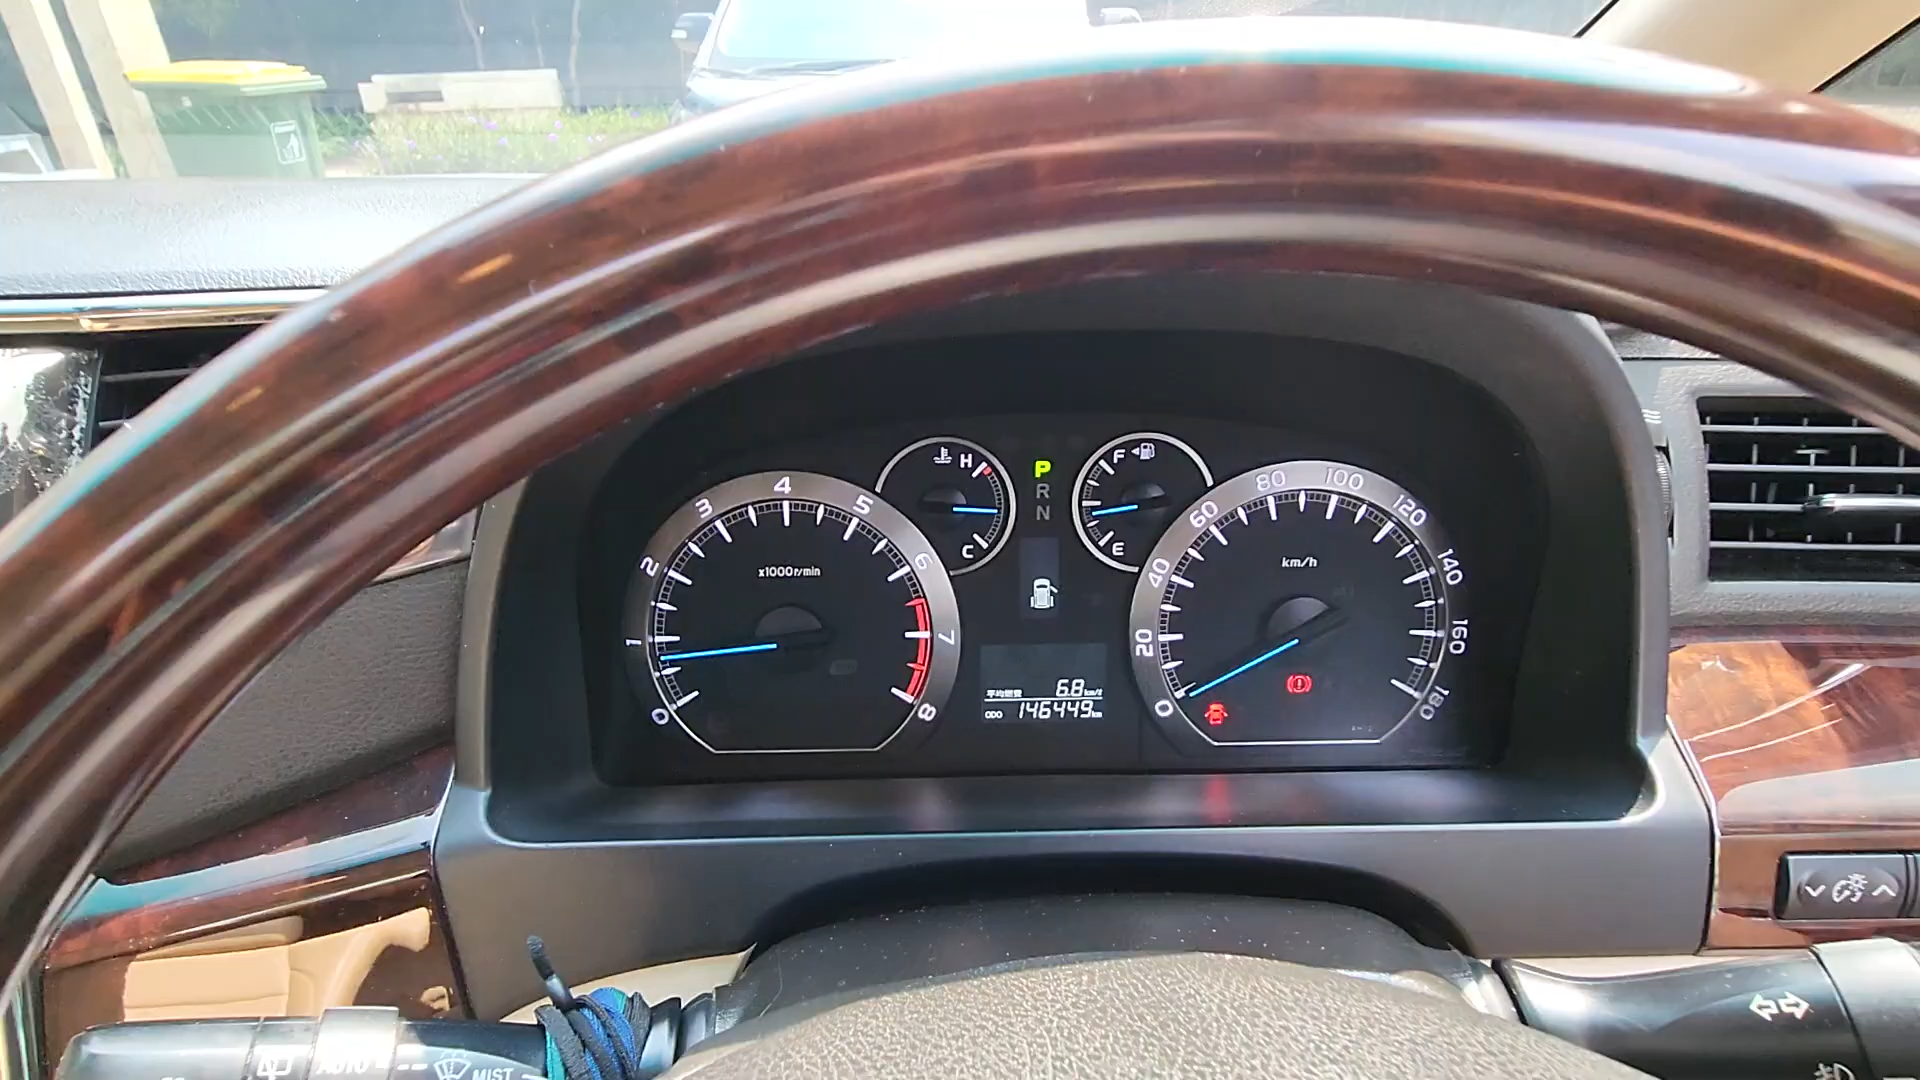 H
C
P
R
N
F
E
0 1 2 3 4 5 6 7 8
x1000r/min
0 20 40 60 80 100 120 140 160 180
km/h
平均燃費 6.8 km/ℓ
ODO 146449 km
AUTO
MIST